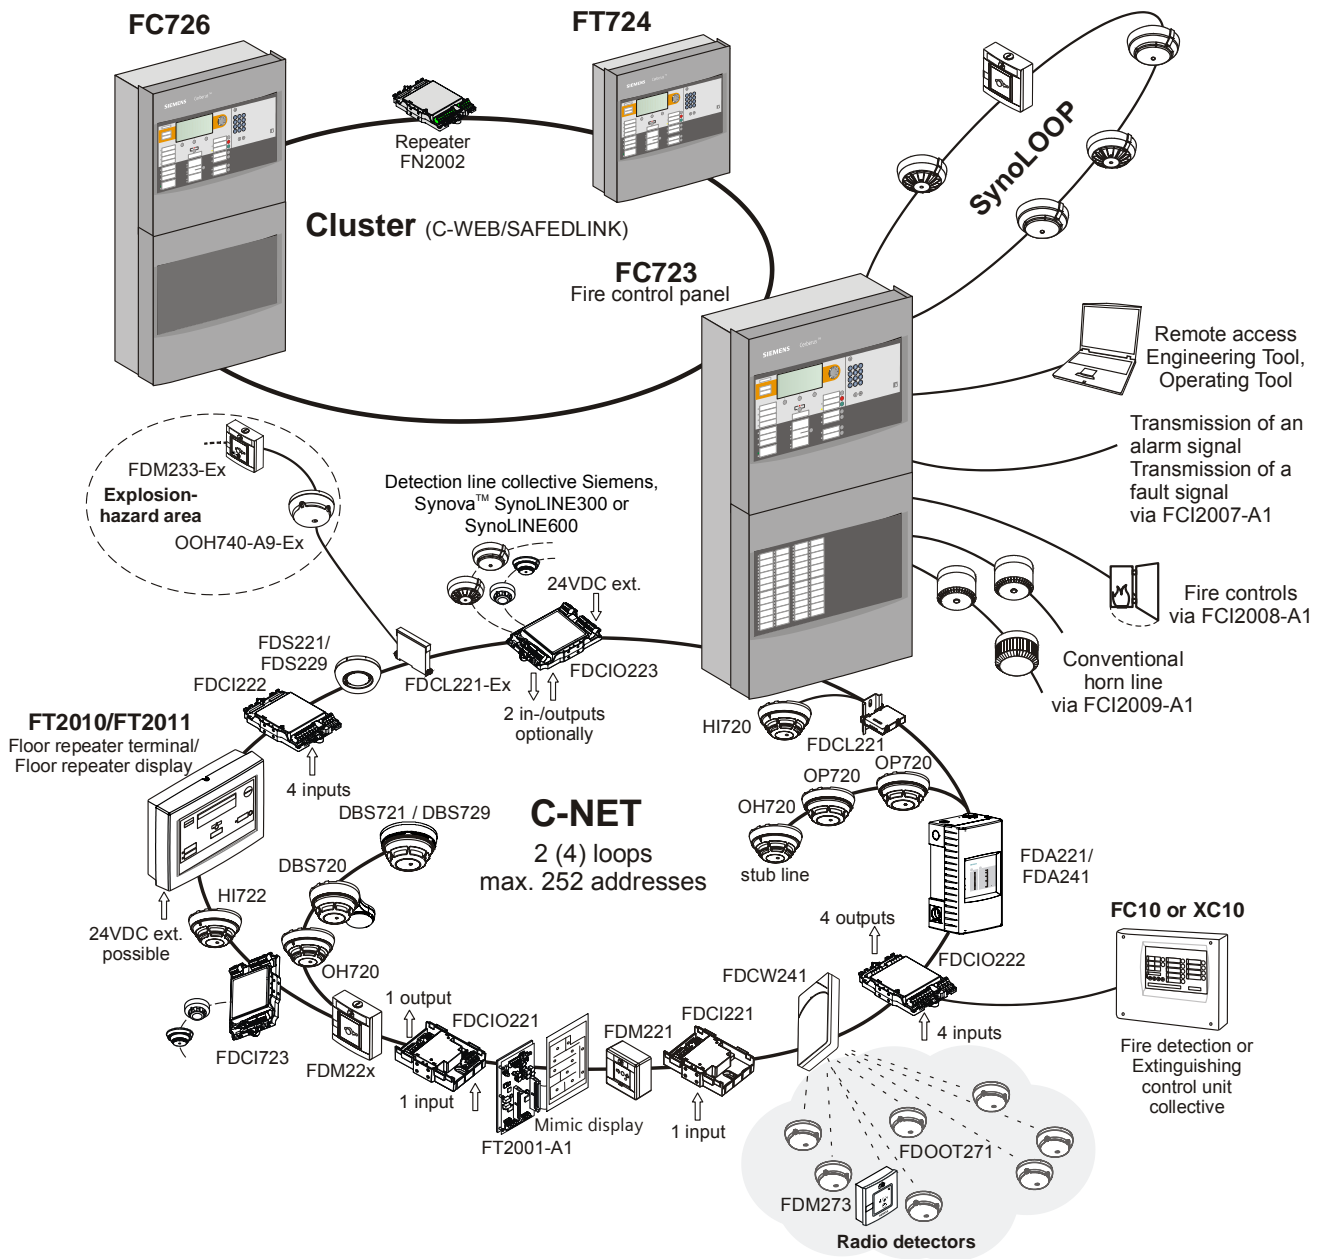 FC726
FT724
SIEMENS
SIEMENS
Repeater
FN2002
SynoLOOP
Cluster (C-WEB/SAFEDLINK)
FC723
Fire control panel
SIEMENS
Remote access
Engineering Tool,
Operating Tool
Transmission of an
alarm signal
Transmission of a
fault signal
via FCI2007-A1
FDM233-Ex
Explosion-
hazard area
OOH740-A9-Ex
Detection line collective Siemens,
Synova™ SynoLINE300 or
SynoLINE600
24VDC ext.
Fire controls
via FCI2008-A1
FDS221/
FDS229
FDCL221-Ex
FDCIO223
Conventional
horn line
via FCI2009-A1
FDCI222
2 in-/outputs
optionally
FT2010/FT2011
Floor repeater terminal/
Floor repeater display
4 inputs
HI720
FDCL221
OP720
OP720
OH720
stub line
DBS721 / DBS729
C-NET
2 (4) loops
max. 252 addresses
DBS720
FDA221/
FDA241
HI722
24VDC ext.
possible
4 outputs
FC10 or XC10
OH720
FDCW241
FDCIO222
1 output
FDCIO221
FDM221
FDCI221
4 inputs
FDCI723
FDM22x
1 input
Mimic display
1 input
FT2001-A1
Fire detection or
Extinguishing
control unit
collective
FDOOT271
FDM273
Radio detectors